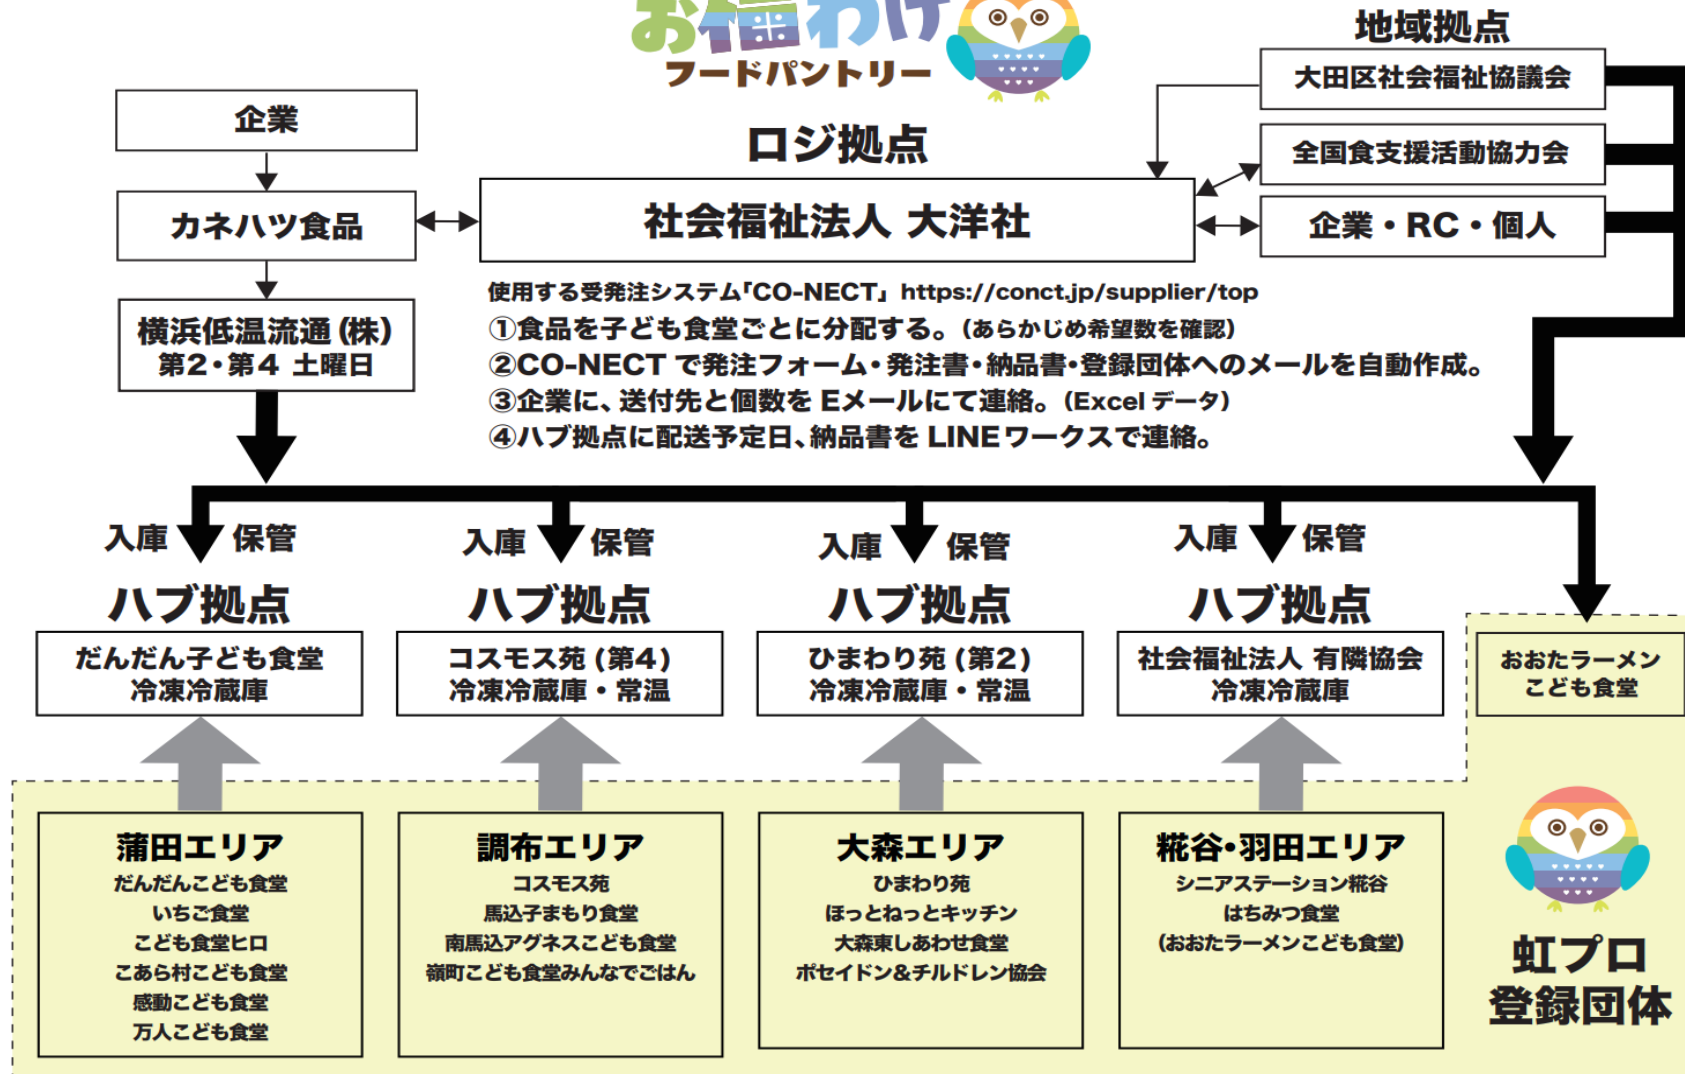 お福わけ
フードパントリー
地域拠点
大田区社会福祉協議会
全国食支援活動協力会
企業・RC・個人
企業
カネハツ食品
横浜低温流通(株)
第2・第4 土曜日
ロジ拠点
社会福祉法人 大洋社
使用する受発注システム「CO-NECT」 https://conct.jp/supplier/top
①食品を子ども食堂ごとに分配する。(あらかじめ希望数を確認)
②CO-NECT で発注フォーム・発注書・納品書・登録団体へのメールを自動作成。
③企業に、送付先と個数を Eメールにて連絡。(Excel データ)
④ハブ拠点に配送予定日、納品書を LINEワークスで連絡。
入庫 保管
ハブ拠点
だんだん子ども食堂
冷凍冷蔵庫
入庫 保管
ハブ拠点
コスモス苑 (第4)
冷凍冷蔵庫・常温
入庫 保管
ハブ拠点
ひまわり苑 (第2)
冷凍冷蔵庫・常温
入庫 保管
ハブ拠点
社会福祉法人 有隣協会
冷凍冷蔵庫
おおたラーメン
こども食堂
蒲田エリア
だんだんこども食堂
いちご食堂
こども食堂ヒロ
こあら村こども食堂
感動こども食堂
万人こども食堂
調布エリア
コスモス苑
馬込子まもり食堂
南馬込アグネスこども食堂
嶺町こども食堂みんなでごはん
大森エリア
ひまわり苑
ほっとねっとキッチン
大森東しあわせ食堂
ポセイドン&チルドレン協会
糀谷・羽田エリア
シニアステーション糀谷
はちみつ食堂
(おおたラーメンこども食堂)
虹プロ
登録団体